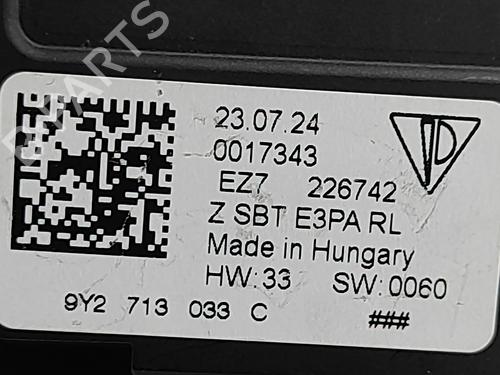 23.07.24
0017343
EZ7 226742
Z SBT E3PA RL
Made in Hungary
HW:33 SW:0060
9Y2 713 033 C ###